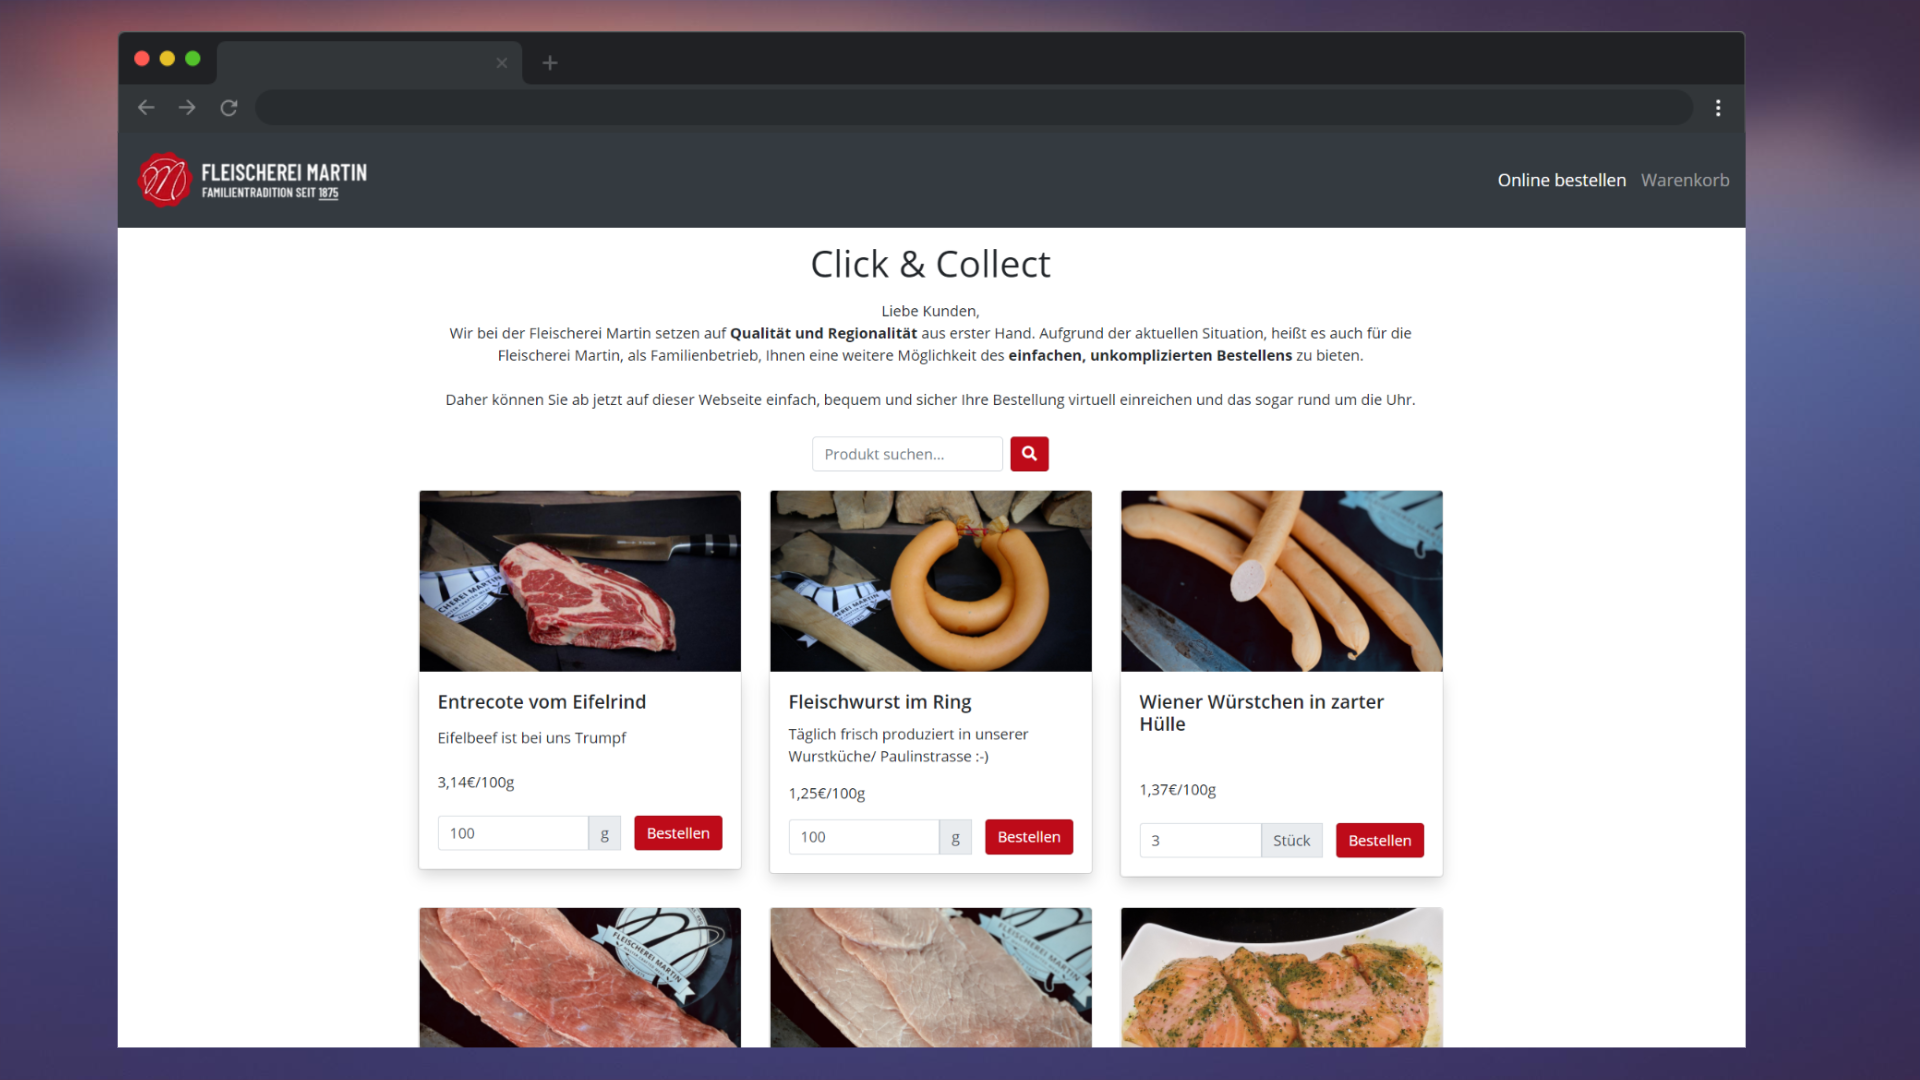 FLEISCHEREI MARTIN
FAMILIENTRADITION SEIT 1875
Online bestellen Warenkorb
Click & Collect
Liebe Kunden,
Wir bei der Fleischerei Martin setzen auf Qualität und Regionalität aus erster Hand. Aufgrund der aktuellen Situation, heißt es auch für die
Fleischerei Martin, als Familienbetrieb, Ihnen eine weitere Möglichkeit des einfachen, unkomplizierten Bestellens zu bieten.
Daher können Sie ab jetzt auf dieser Webseite einfach, bequem und sicher Ihre Bestellung virtuell einreichen und das sogar rund um die Uhr.
Produkt suchen...
Entrecote vom Eifelrind
Eifelbeef ist bei uns Trumpf
3,14€/100g
100 g Bestellen
Fleischwurst im Ring
Täglich frisch produziert in unserer
Wurstküche/ Paulinstrasse :-)
1,25€/100g
100 g Bestellen
Wiener Würstchen in zarter
Hülle
1,37€/100g
3 Stück Bestellen
FLEISCHEREI MARTIN
FLEISCHEREI MARTIN